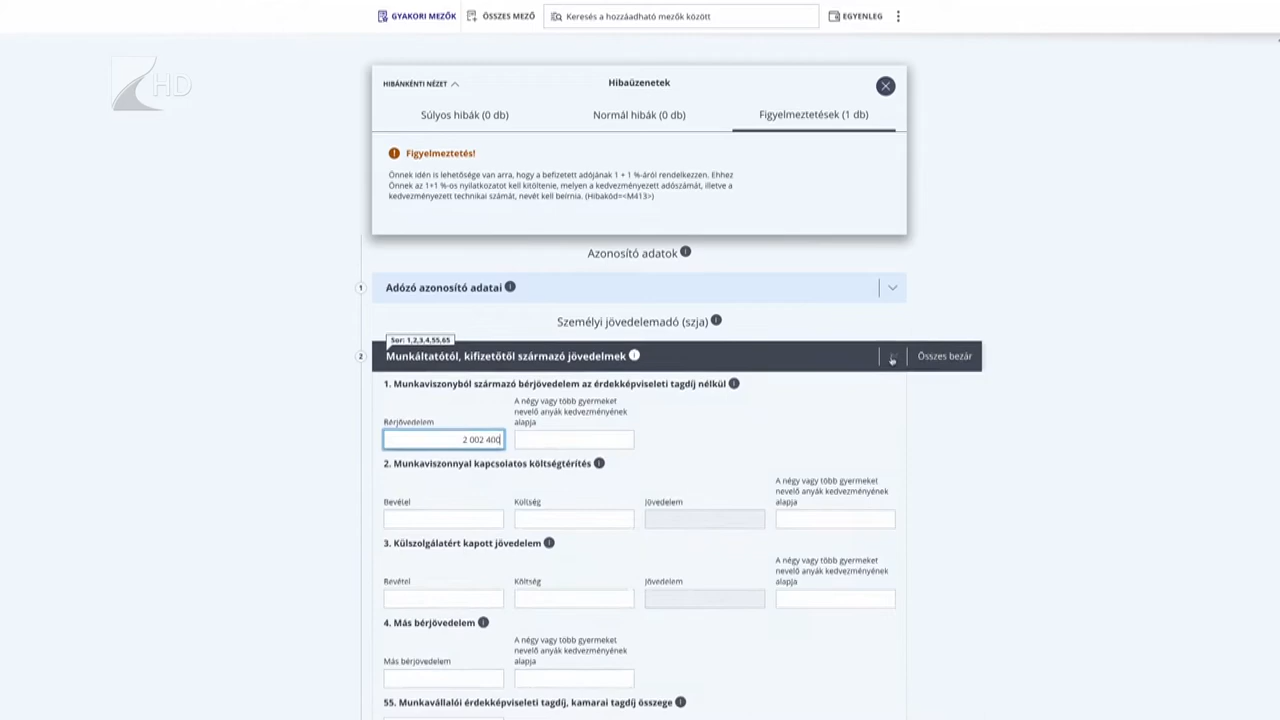 GYAKORI MEZŐK
ÖSSZES MEZŐ
Keresés a hozzáadható mezők között
EGYENLEG
HD
HIBÁNKÉNTI NÉZET
Hibaüzenetek
Súlyos hibák (0 db)
Normál hibák (0 db)
Figyelmeztetések (1 db)
Figyelmeztetés!
Önnek idén is lehetősége van arra, hogy a befizetett adójának 1 + 1 %-áról rendelkezzen. Ehhez
Önnek az 1+1 %-os nyilatkozatot kell kitöltenie, melyen a kedvezményezett adószámát, illetve a
kedvezményezett technikai számát, nevét kell beírnia. (Hibakód=<M413>)
Azonosító adatok
1
Adózó azonosító adatai
Személyi jövedelemadó (szja)
Sor: 1,2,3,4,55,65
2
Munkáltatótól, kifizetőtől származó jövedelmek
Összes bezár
1. Munkaviszonyból származó bérjövedelem az érdekképviseleti tagdíj nélkül
A négy vagy több gyermeket
nevelő anyák kedvezményének
alapja
Bérjövedelem
2 002 400
2. Munkaviszonnyal kapcsolatos költségtérítés
A négy vagy több gyermeket
nevelő anyák kedvezményének
alapja
Bevétel
Költség
Jövedelem
3. Külszolgálatért kapott jövedelem
A négy vagy több gyermeket
nevelő anyák kedvezményének
alapja
Bevétel
Költség
Jövedelem
4. Más bérjövedelem
A négy vagy több gyermeket
nevelő anyák kedvezményének
alapja
Más bérjövedelem
55. Munkavállalói érdekképviseleti tagdíj, kamarai tagdíj összege